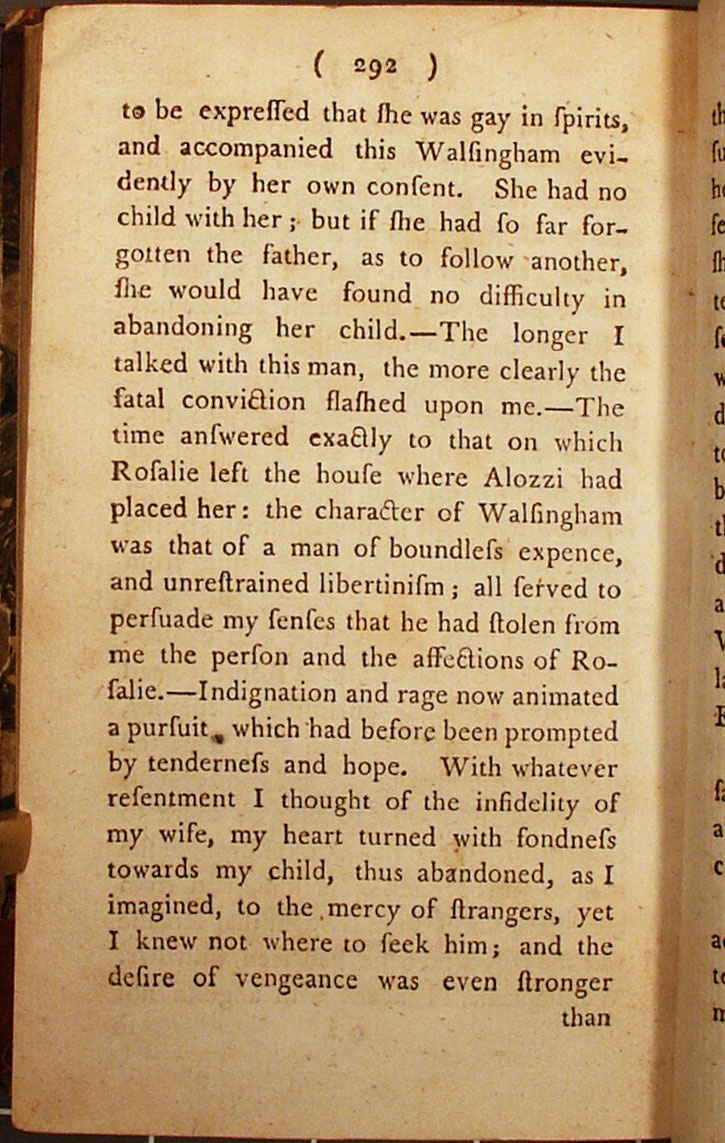 ( 292 )
to be expreſſed that ſhe was gay in ſpirits,
and accompanied this Walſingham evi-
dently by her own conſent. She had no
child with her; but if ſhe had ſo far for-
gotten the father, as to follow another,
ſhe would have found no difficulty in
abandoning her child.—The longer I
talked with this man, the more clearly the
fatal conviction flaſhed upon me.—The
time anſwered exactly to that on which
Roſalie left the houſe where Alozzi had
placed her: the character of Walſingham
was that of a man of boundleſs expence,
and unreſtrained libertiniſm; all ſerved to
perſuade my ſenſes that he had ſtolen from
me the perſon and the affections of Ro-
ſalie.—Indignation and rage now animated
a purſuit, which had before been prompted
by tenderneſs and hope. With whatever
reſentment I thought of the infidelity of
my wife, my heart turned with fondneſs
towards my child, thus abandoned, as I
imagined, to the mercy of ſtrangers, yet
I knew not where to ſeek him; and the
deſire of vengeance was even ſtronger
than